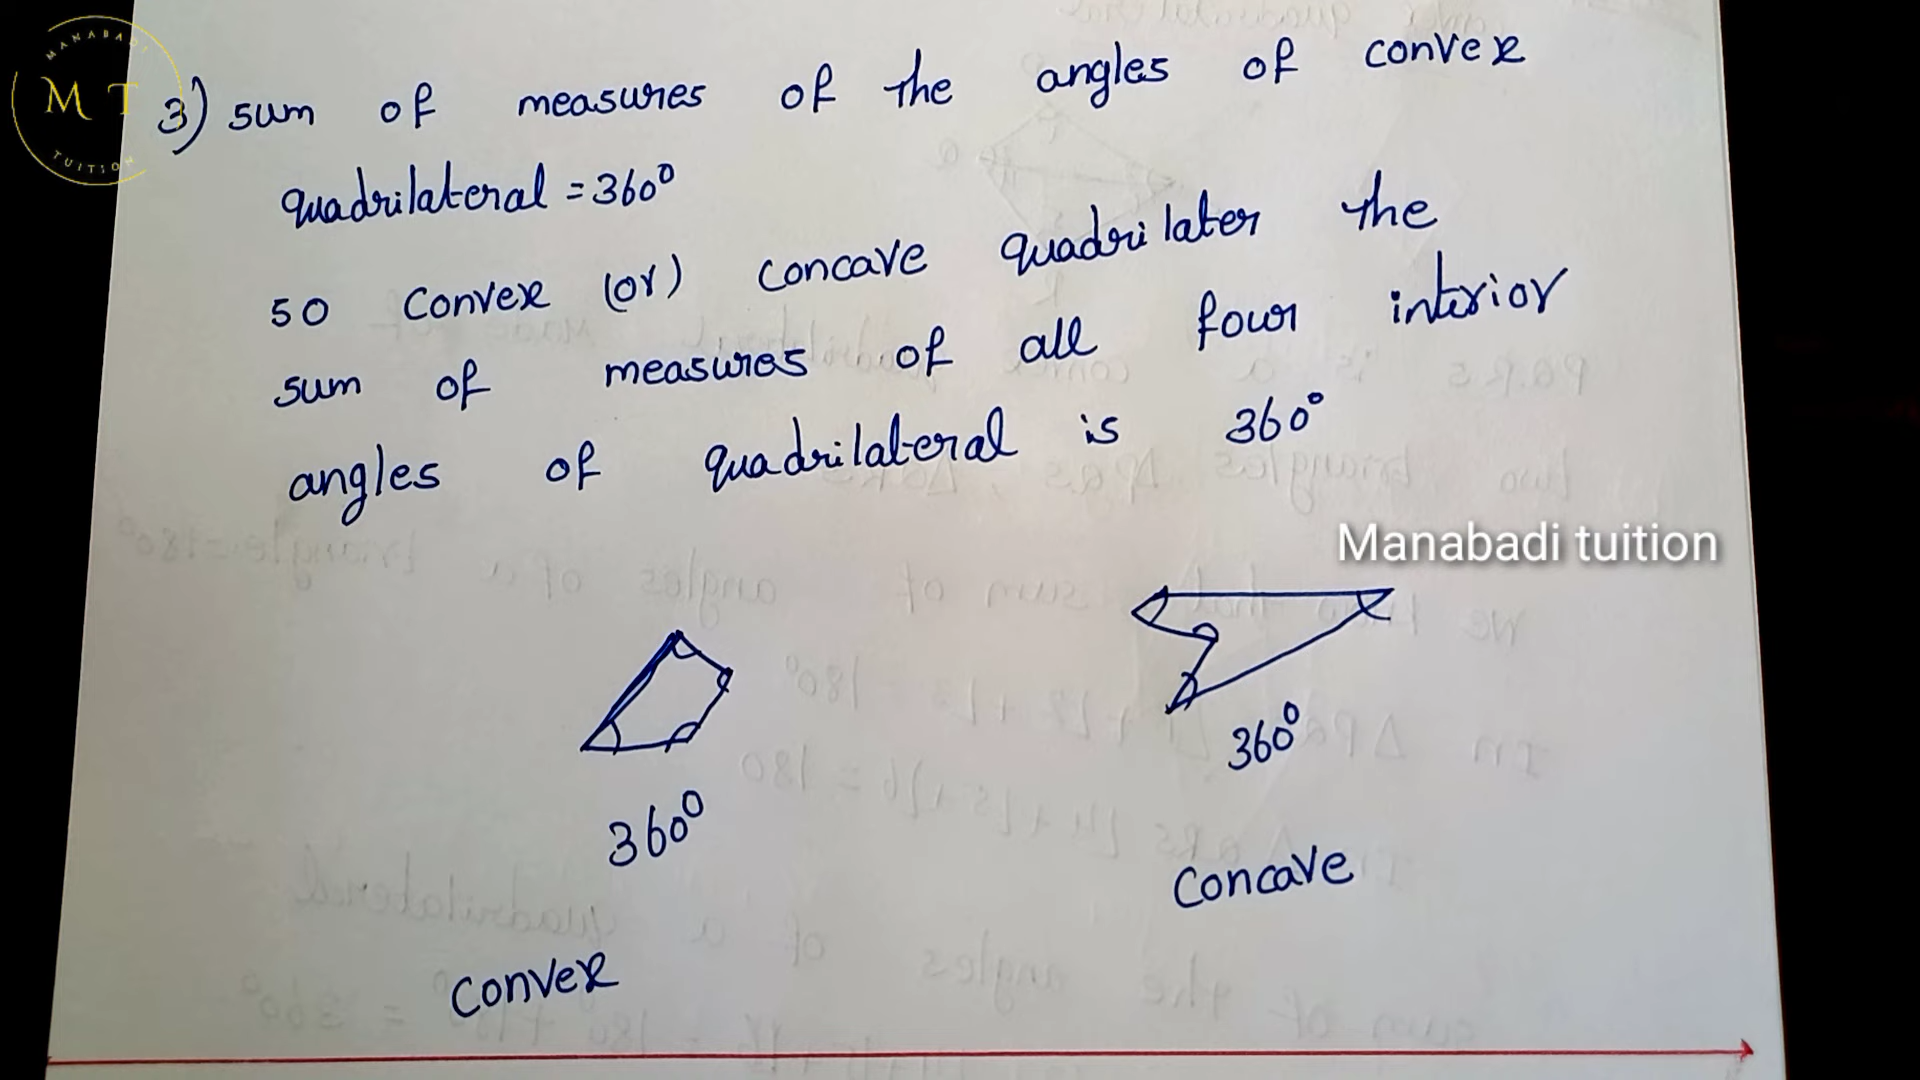 MANABADI
M T
TUITION
3) sum of measures of the angles of convex
quadrilateral = 360°
so convex (or) concave quadrilater the
sum of measures of all four interior
angles of quadrilateral is 360°
Manabadi tuition
360°
360°
concave
convex